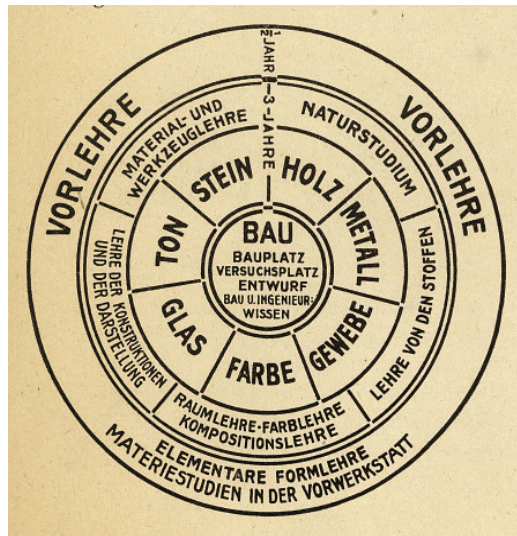 VORLEHRE
VORLEHRE
½ JAHR
3-JAHRE
ELEMENTARE FORMLEHRE
MATERIESTUDIEN IN DER VORWERKSTATT
MATERIAL-UND
WERKZEUGLEHRE
NATURSTUDIUM
LEHRE VON DEN STOFFEN
RAUMLEHRE·FARBLEHRE
KOMPOSITIONSLEHRE
LEHRE DER KONSTRUKTIONEN
UND DER DARSTELLUNG
STEIN
HOLZ
METALL
GEWEBE
FARBE
GLAS
TON
BAU
BAUPLATZ
VERSUCHSPLATZ
ENTWURF
BAU U.INGENIEUR:
WISSEN